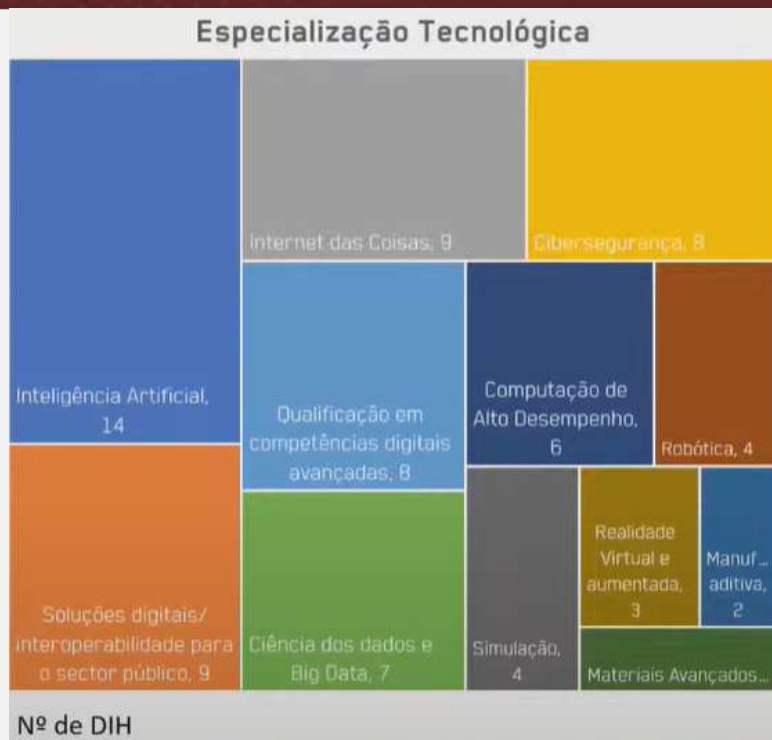 Especialização Tecnológica
Inteligência Artificial,
14
Soluções digitais/
interoperabilidade para
o sector público, 9
Internet das Coisas, 9
Cibersegurança, 8
Qualificação em
competências digitais
avançadas, 8
Ciência dos dados e
Big Data, 7
Computação de
Alto Desempenho,
6
Robótica, 4
Simulação,
4
Realidade
Virtual e
aumentada,
3
Manuf...
aditiva,
2
Materiais Avançados...
Nº de DIH